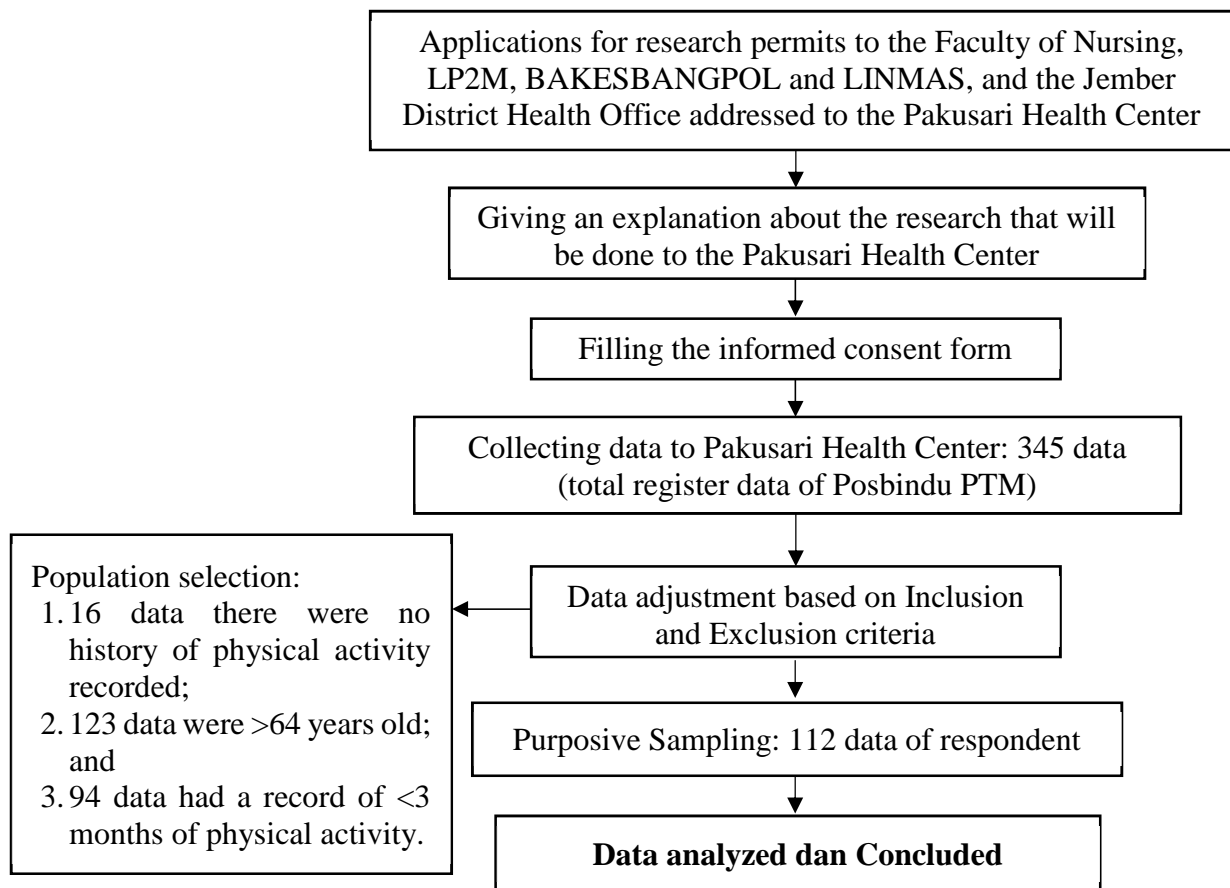 Applications for research permits to the Faculty of Nursing,
LP2M, BAKESBANGPOL and LINMAS, and the Jember
District Health Office addressed to the Pakusari Health Center
Giving an explanation about the research that will
be done to the Pakusari Health Center
Filling the informed consent form
Collecting data to Pakusari Health Center: 345 data
(total register data of Posbindu PTM)
Data adjustment based on Inclusion
and Exclusion criteria
Population selection:
1. 16 data there were no
history of physical activity
recorded;
2. 123 data were >64 years old;
and
3. 94 data had a record of <3
months of physical activity.
Purposive Sampling: 112 data of respondent
Data analyzed dan Concluded